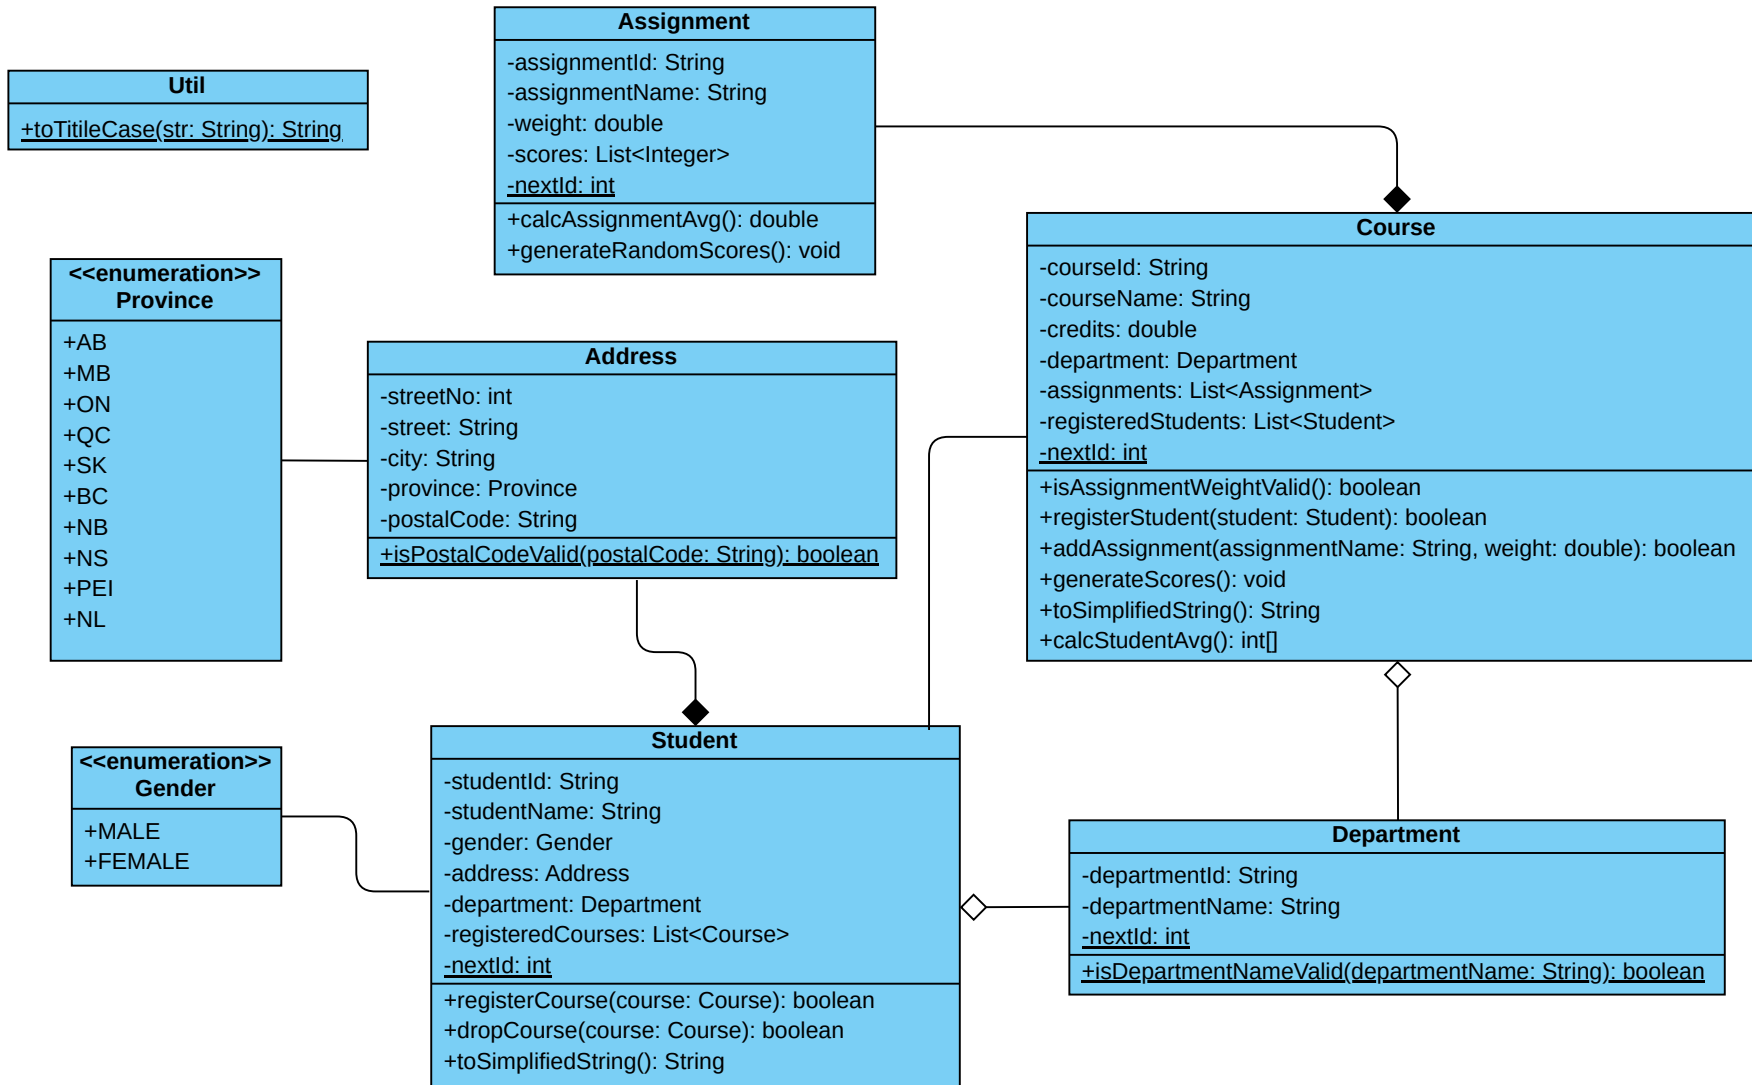 Assignment
-assignmentId: String
-assignmentName: String
-weight: double
-scores: List<Integer>
-nextId: int
+calcAssignmentAvg(): double
+generateRandomScores(): void
Util
+toTitileCase(str: String): String
Course
-courseId: String
-courseName: String
-credits: double
-department: Department
-assignments: List<Assignment>
-registeredStudents: List<Student>
-nextId: int
+isAssignmentWeightValid(): boolean
+registerStudent(student: Student): boolean
+addAssignment(assignmentName: String, weight: double): boolean
+generateScores(): void
+toSimplifiedString(): String
+calcStudentAvg(): int[]
<<enumeration>>
Province
+AB
+MB
+ON
+QC
+SK
+BC
+NB
+NS
+PEI
+NL
Address
-streetNo: int
-street: String
-city: String
-province: Province
-postalCode: String
+isPostalCodeValid(postalCode: String): boolean
<<enumeration>>
Gender
+MALE
+FEMALE
Student
-studentId: String
-studentName: String
-gender: Gender
-address: Address
-department: Department
-registeredCourses: List<Course>
-nextId: int
+registerCourse(course: Course): boolean
+dropCourse(course: Course): boolean
+toSimplifiedString(): String
Department
-departmentId: String
-departmentName: String
-nextId: int
+isDepartmentNameValid(departmentName: String): boolean